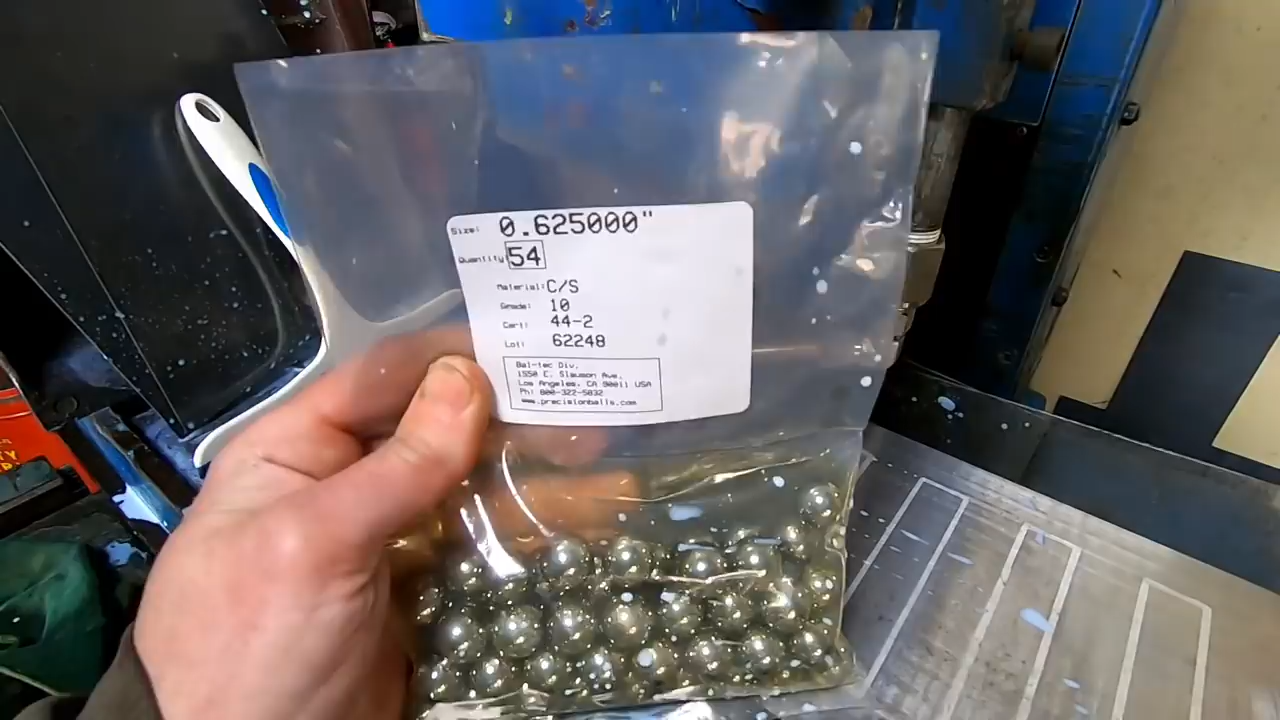 Size: 0.625000"
Quantity 54
Material: C/S
Grade: 10
Cert: 44-2
Lot: 62248
Bal-tec Div.
1550 E. Slauson Ave.
Los Angeles, CA 90011 USA
Ph: 800-322-5832
www.precisionballs.com